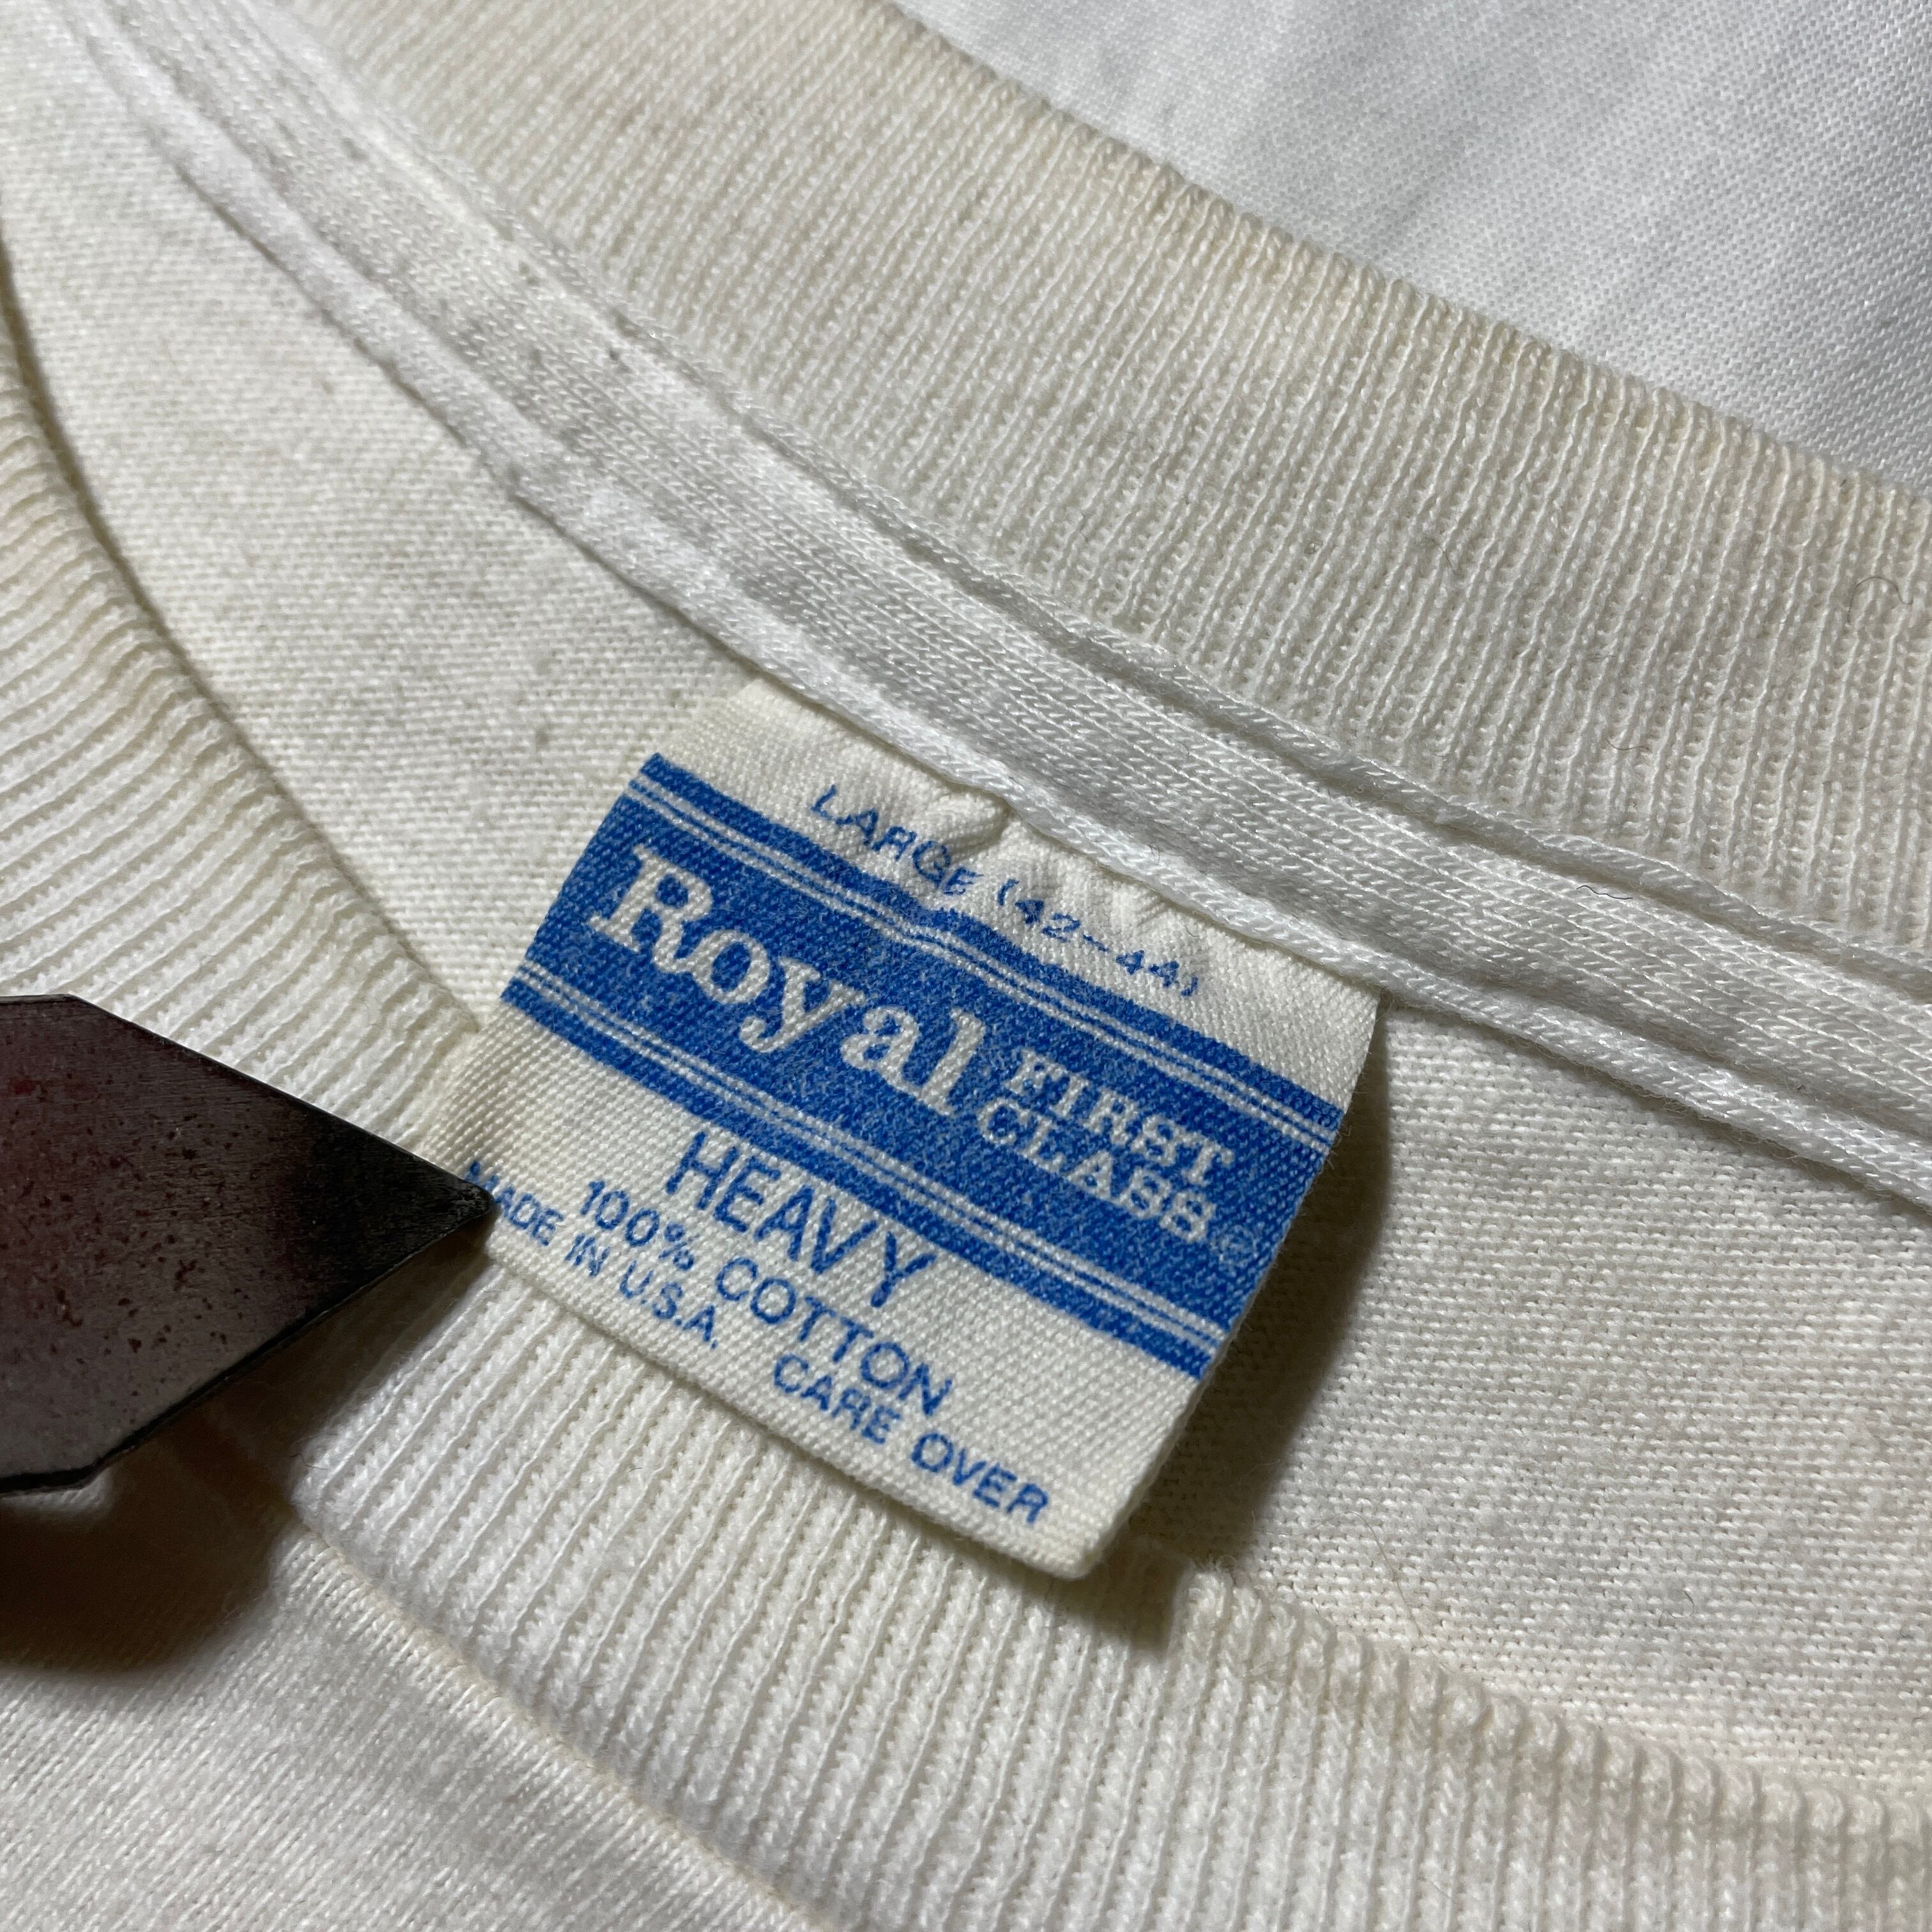 LARGE (42-44)
Royal FIRST CLASS®
HEAVY
100% COTTON
MADE IN U.S.A. CARE OVER